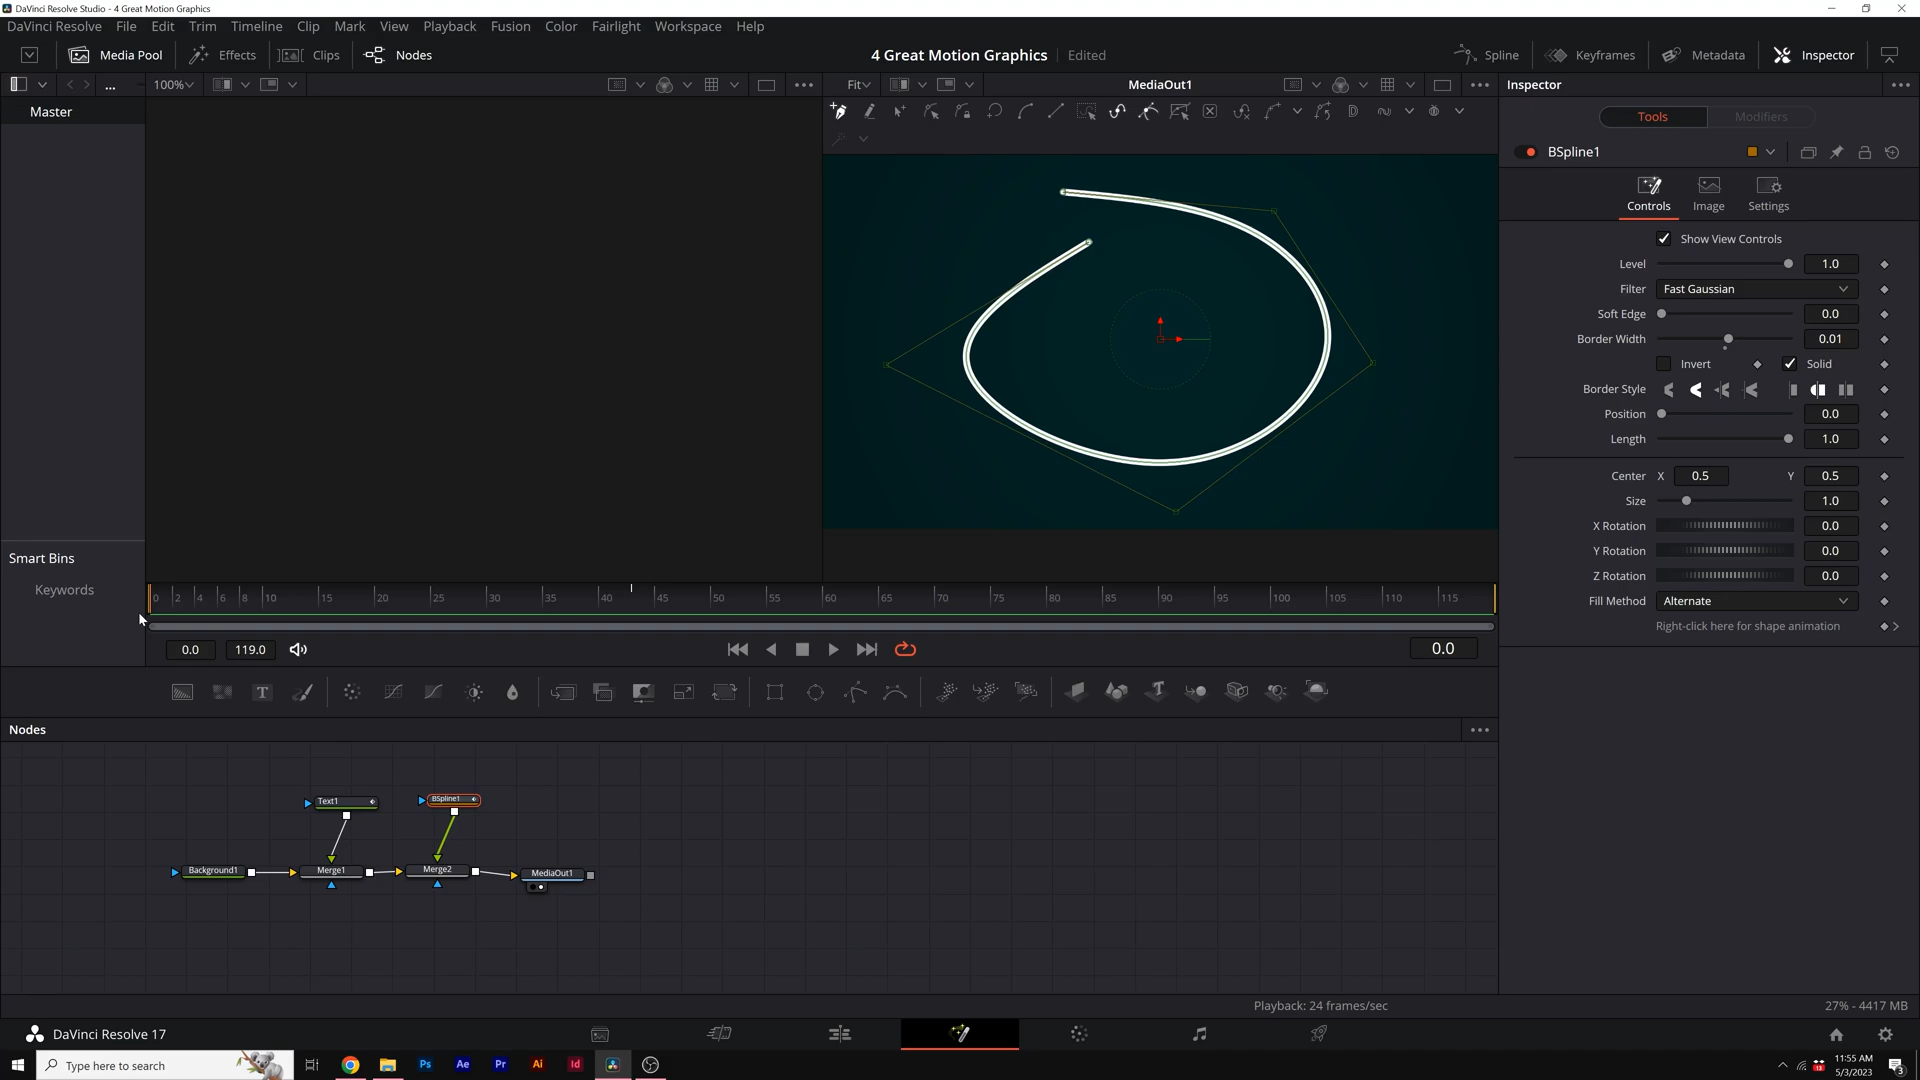 DaVinci Resolve Studio - 4 Great Motion Graphics
DaVinci Resolve File Edit Trim Timeline Clip Mark View Playback Fusion Color Fairlight Workspace Help
Media Pool Effects Clips Nodes 4 Great Motion Graphics Edited Spline Keyframes Metadata Inspector
... 100% Fit MediaOut1 Inspector
Master
Tools Modifiers
BSpline1
Controls Image Settings
Show View Controls
Level 1.0
Filter Fast Gaussian
Soft Edge 0.0
Border Width 0.01
Invert Solid
Border Style
Position 0.0
Length 1.0
Center X 0.5 Y 0.5
Size 1.0
X Rotation 0.0
Y Rotation 0.0
Z Rotation 0.0
Fill Method Alternate
Right-click here for shape animation
Smart Bins
Keywords
0 2 4 6 8 10 15 20 25 30 35 40 45 50 55 60 65 70 75 80 85 90 95 100 105 110 115
0.0 119.0 0.0
T
Nodes
Text1 BSpline1
Background1 Merge1 Merge2 MediaOut1
Playback: 24 frames/sec 27% - 4417 MB
DaVinci Resolve 17
Type here to search Ps Ae Pr Ai Id 11:55 AM
5/3/2023
3